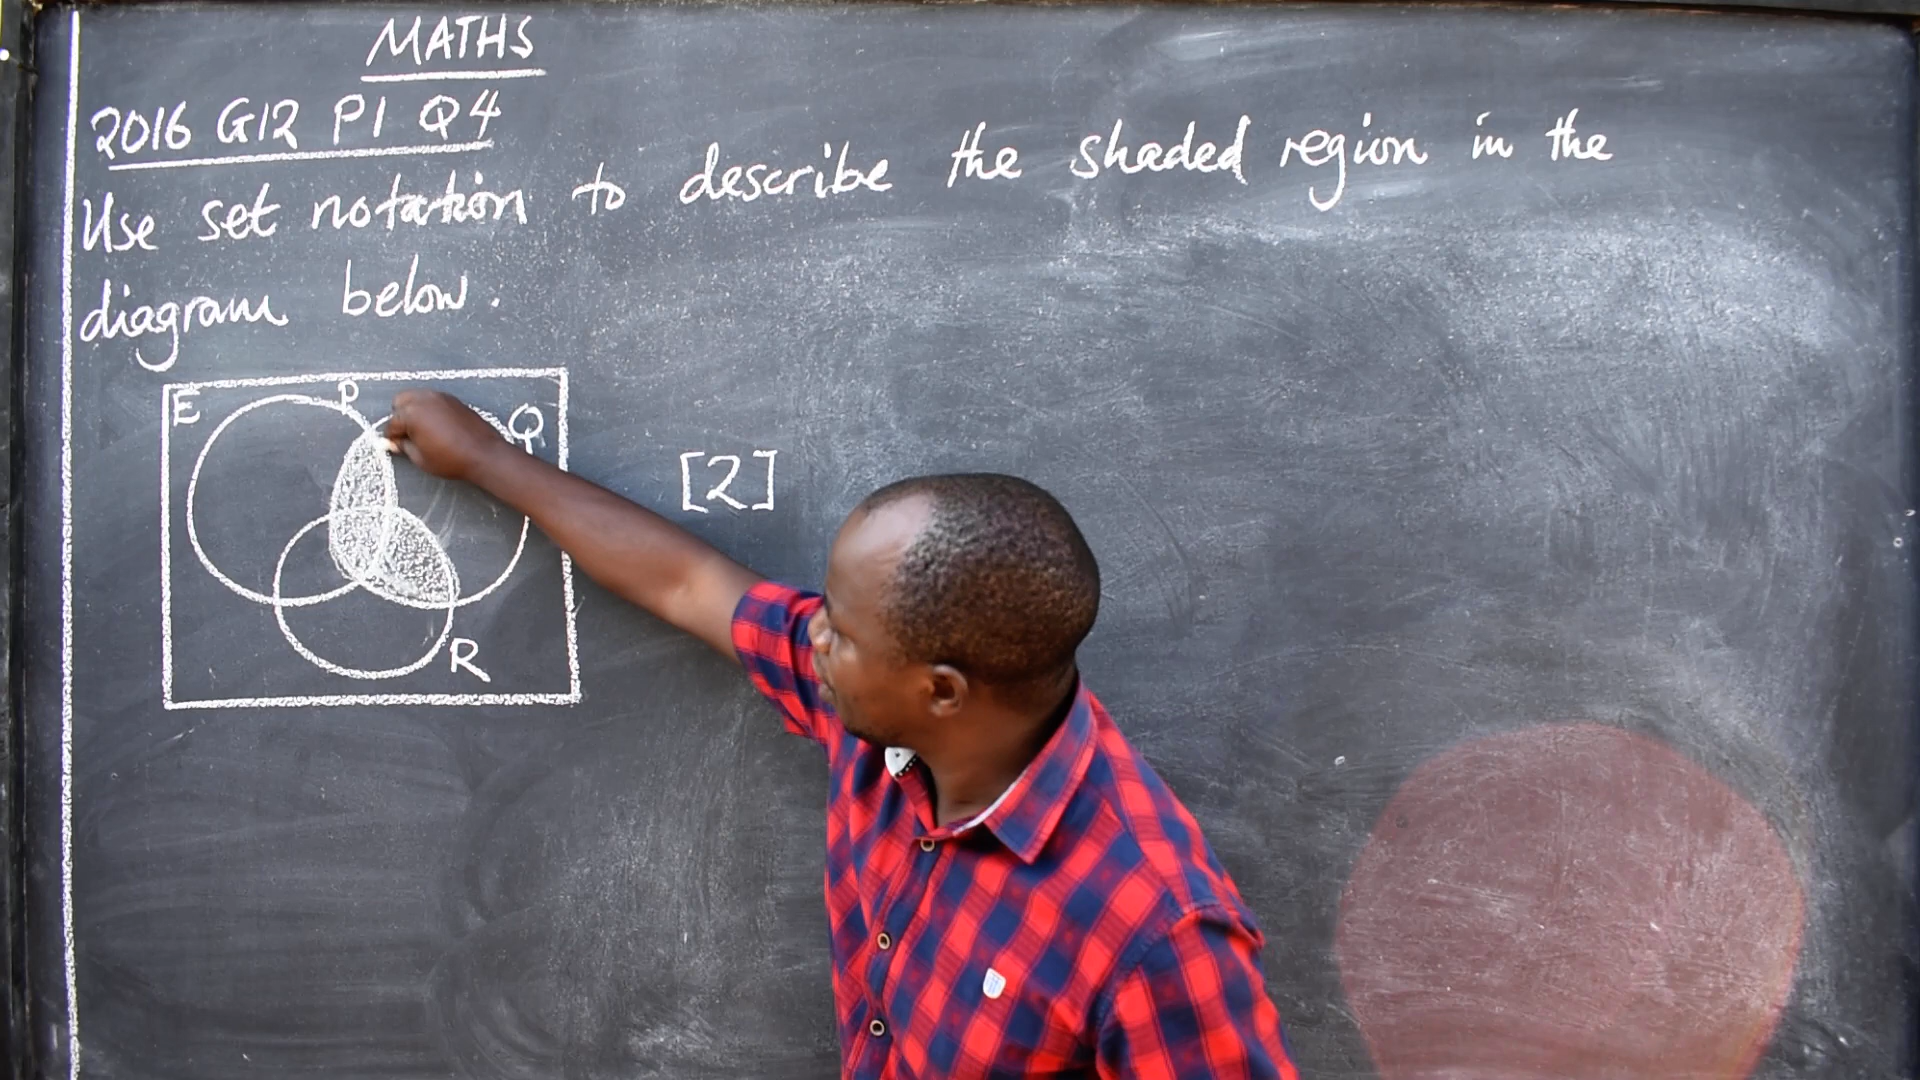 MATHS
2016 G12 P1 Q4
Use set notation to describe the shaded region in the
diagram below.
E P Q
[2]
R